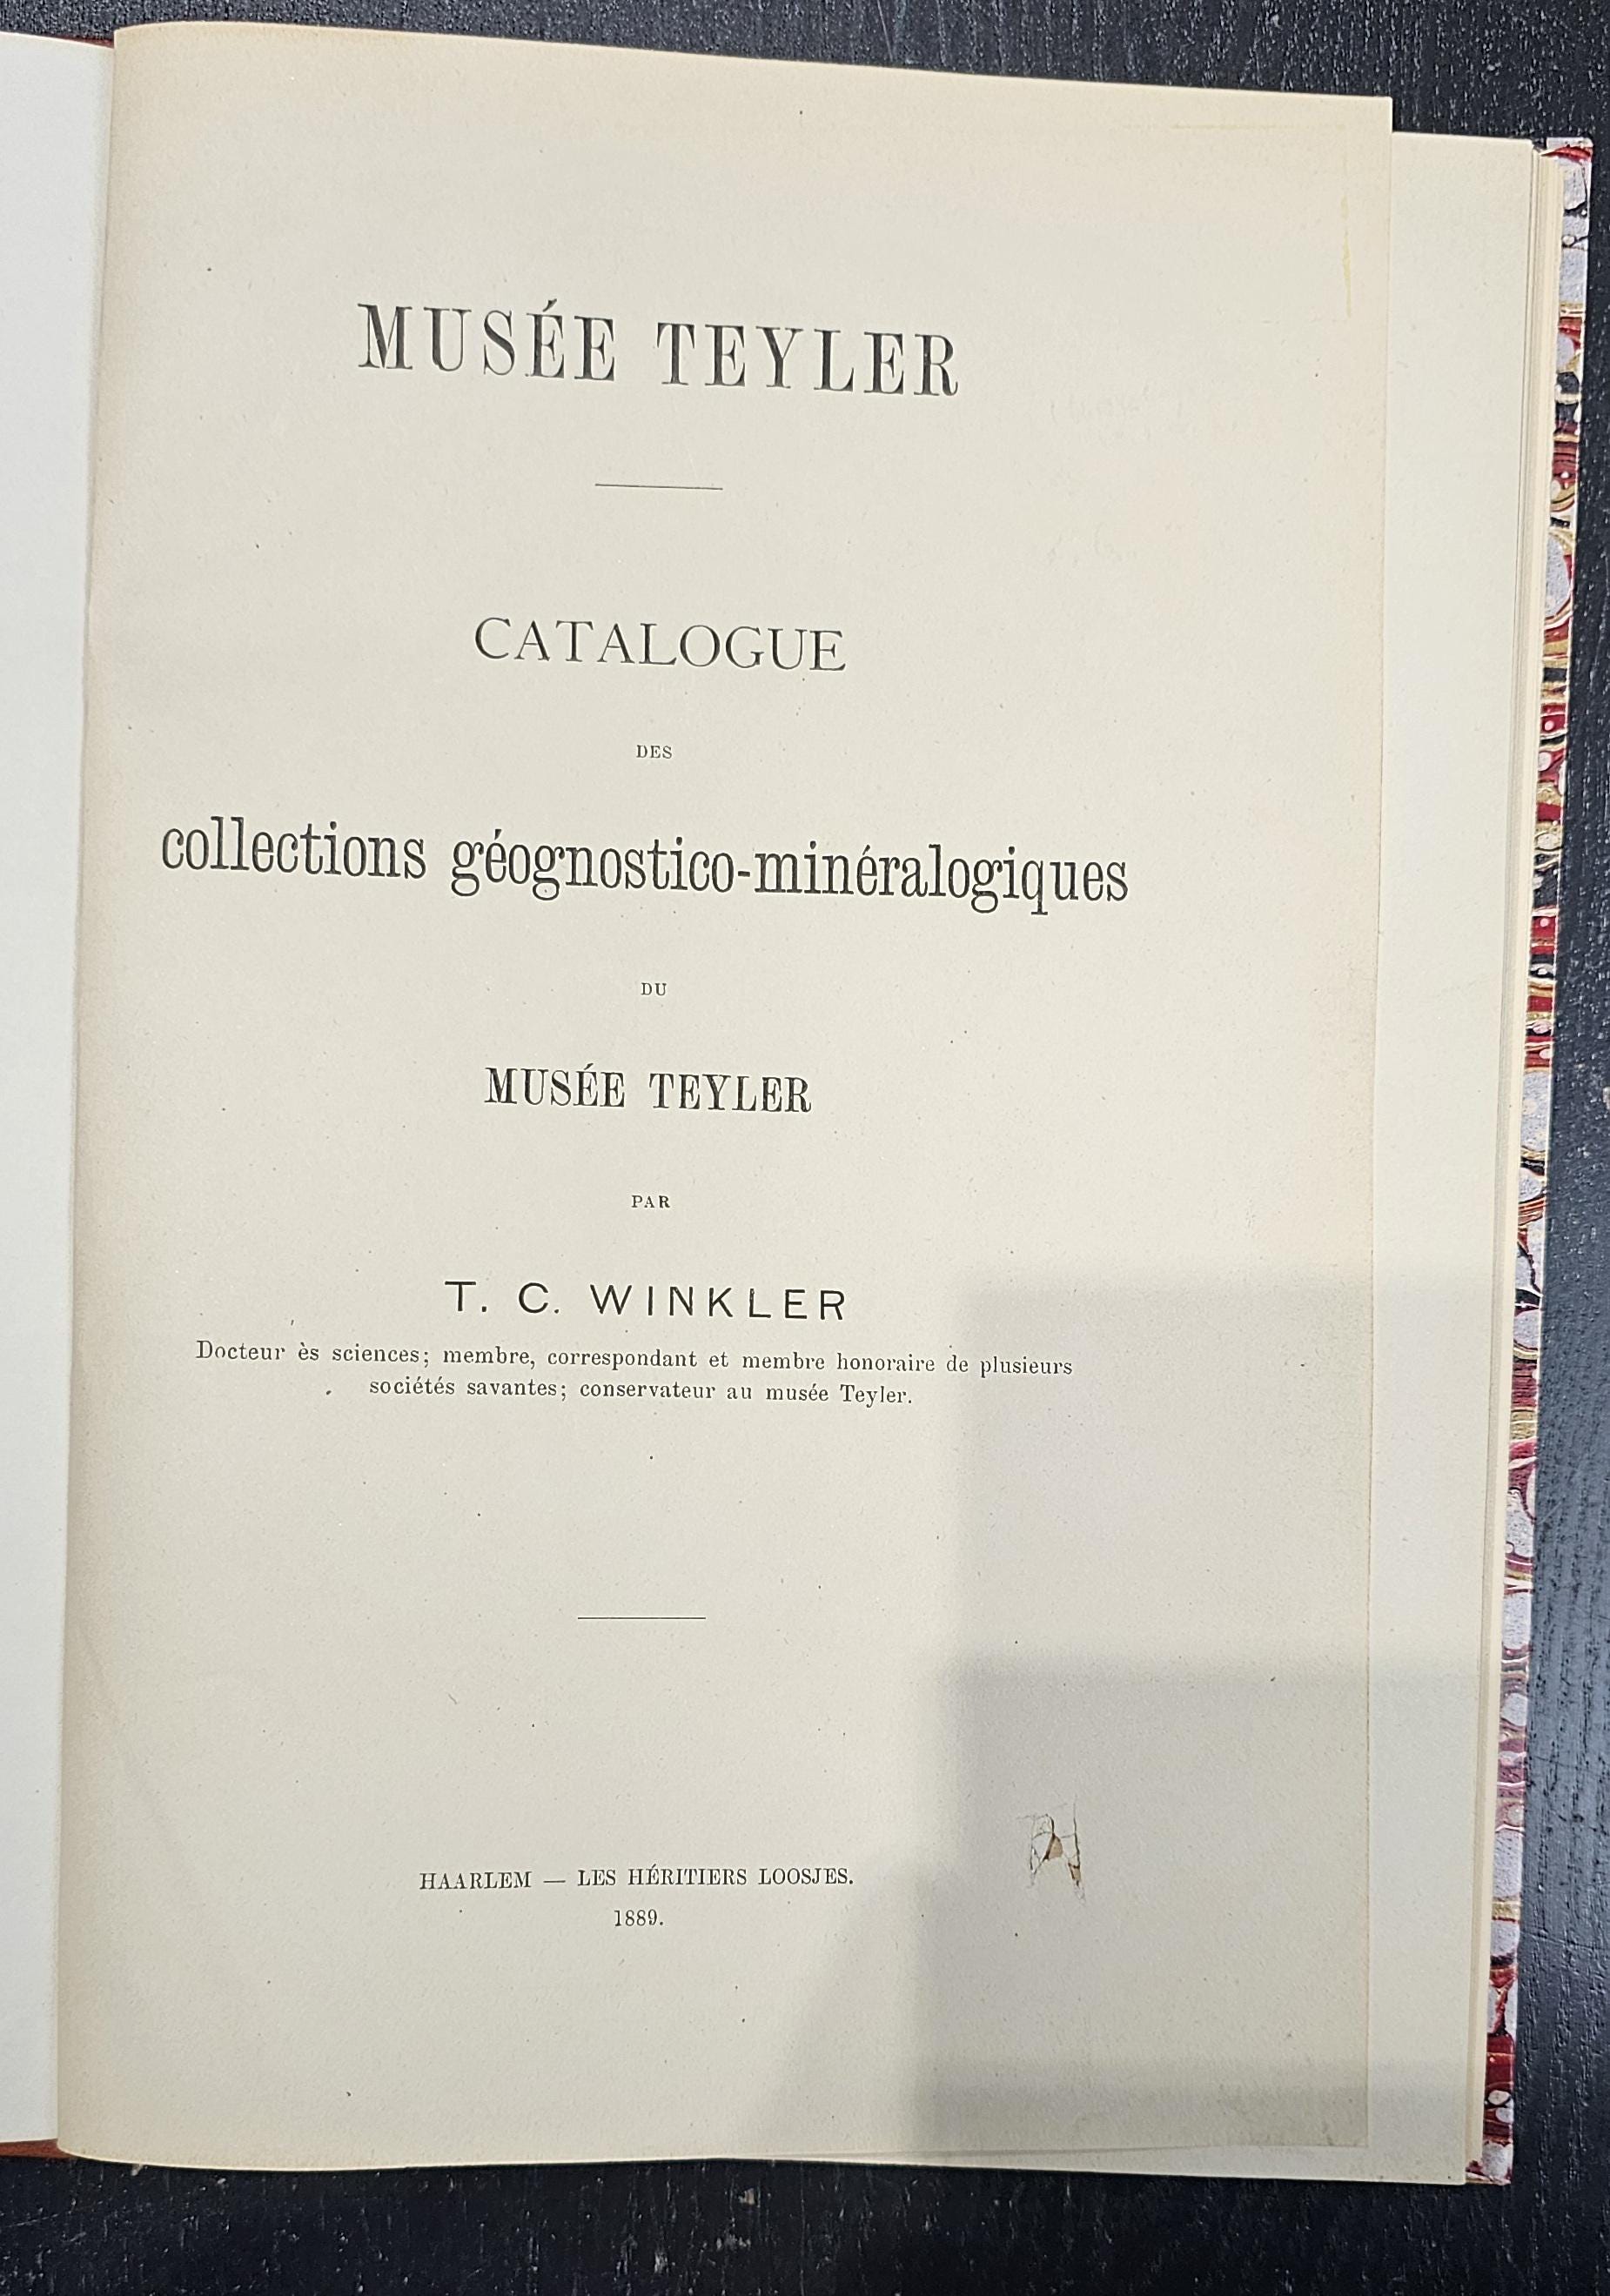 MUSÉE TEYLER
CATALOGUE
DES
collections géognostico-minéralogiques
DU
MUSÉE TEYLER
PAR
T. C. WINKLER
Docteur ès sciences; membre, correspondant et membre honoraire de plusieurs
sociétés savantes; conservateur au musée Teyler.
HAARLEM — LES HÉRITIERS LOOSJES.
1889.